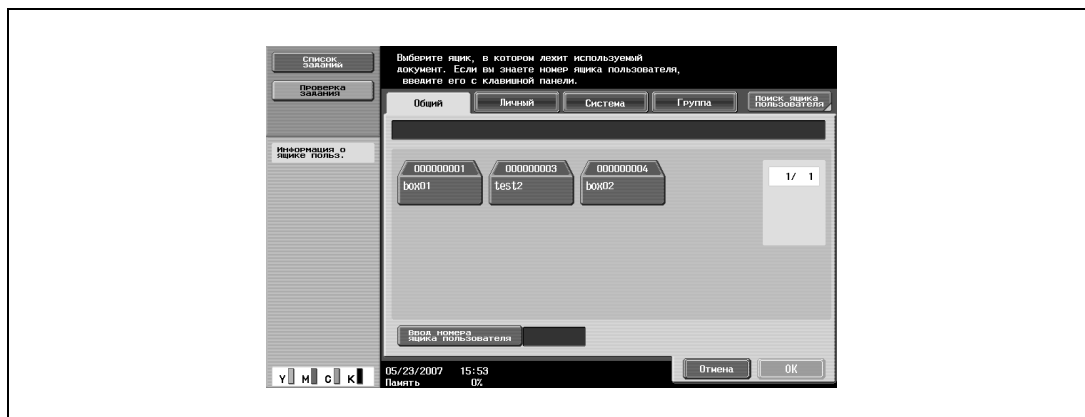 Список
заданий
Проверка
задания
Информация о
ящике польз.
Выберите ящик, в котором лежит используемый
документ. Если вы знаете номер ящика пользователя,
введите его с клавишной панели.
Общий Личный Система Группа Поиск ящика
пользователя
000000001 000000003 000000004
box01 test2 box02
1/ 1
Ввод номера
ящика пользователя
Отмена OK
Y M C K
05/23/2007 15:53
Память 0%